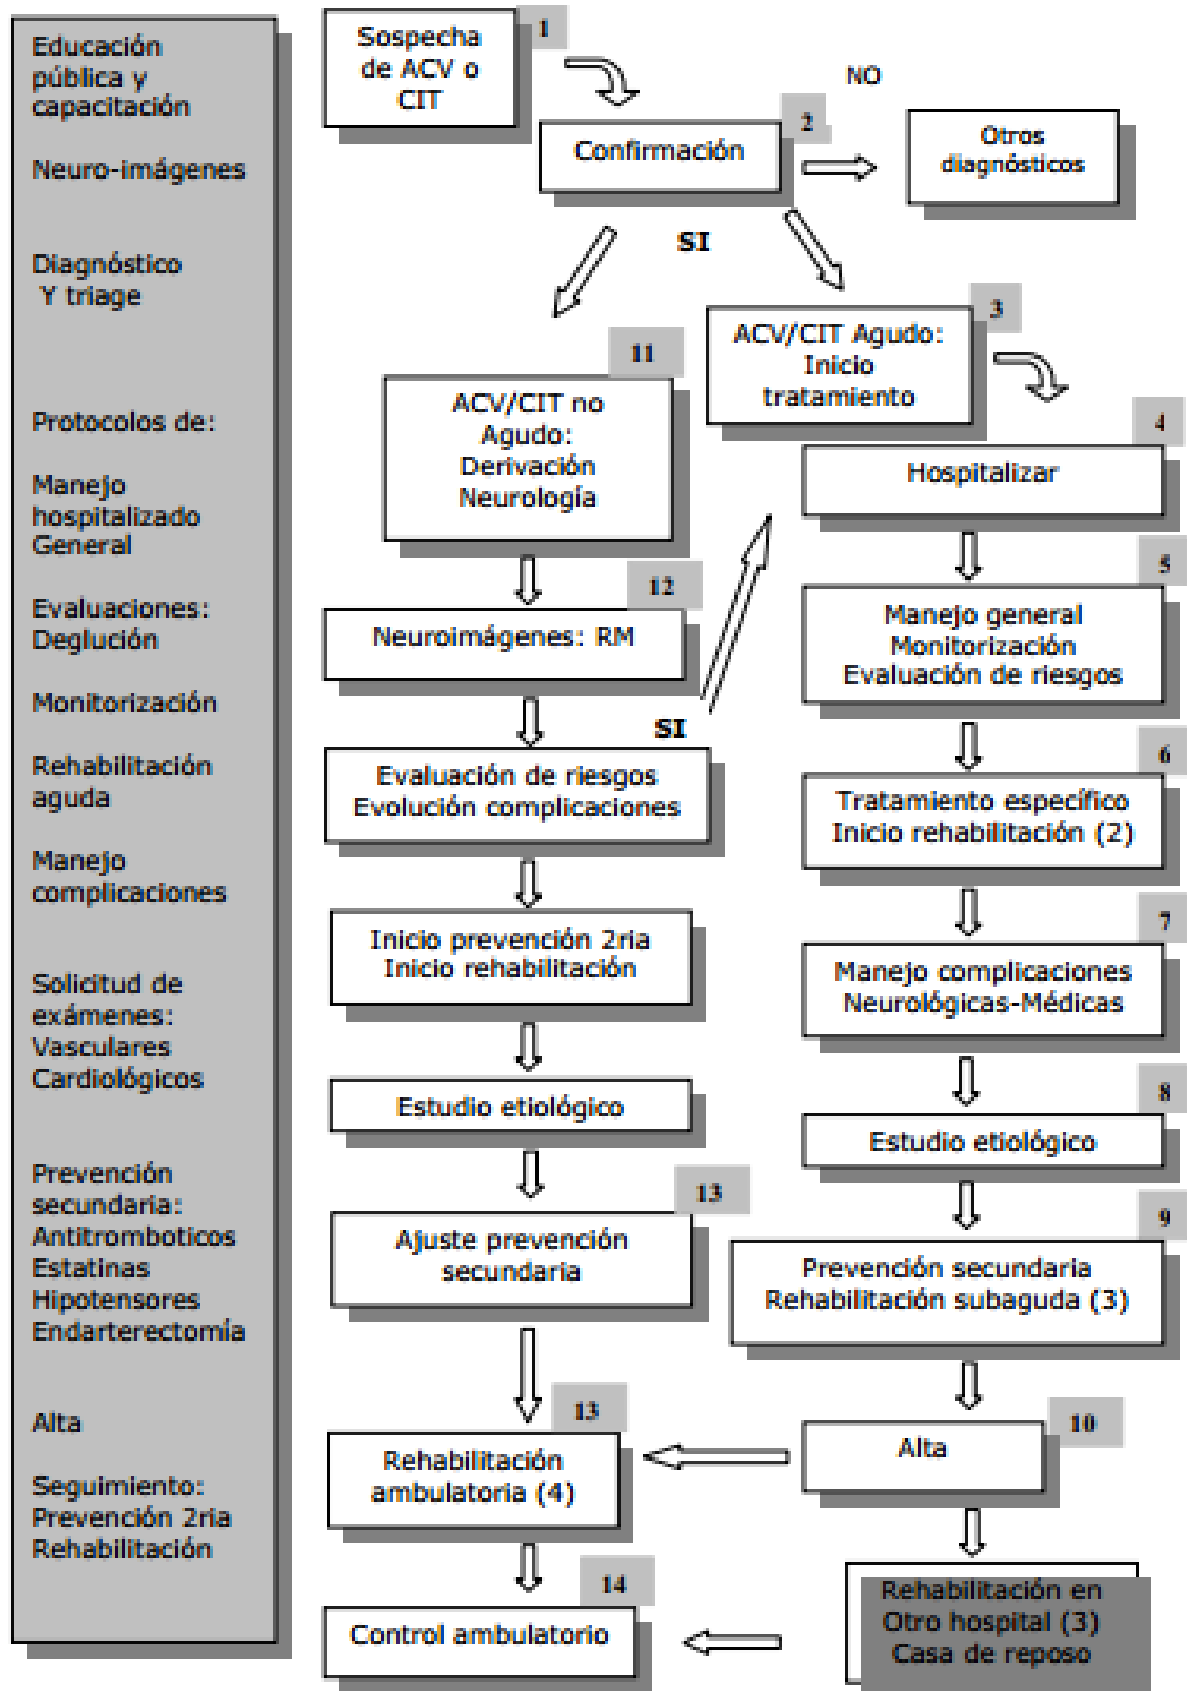 Educación
pública y
capacitación
Neuro-imágenes
Diagnóstico
Y triage
Protocolos de:
Manejo
hospitalizado
General
Evaluaciones:
Deglución
Monitorización
Rehabilitación
aguda
Manejo
complicaciones
Solicitud de
exámenes:
Vasculares
Cardiológicos
Prevención
secundaria:
Antitromboticos
Estatinas
Hipotensores
Endarterectomía
Alta
Seguimiento:
Prevención 2ria
Rehabilitación
1
Sospecha
de ACV o
CIT
2
Confirmación
NO
Otros
diagnósticos
SI
3
ACV/CIT Agudo:
Inicio
tratamiento
4
Hospitalizar
5
Manejo general
Monitorización
Evaluación de riesgos
6
Tratamiento específico
Inicio rehabilitación (2)
7
Manejo complicaciones
Neurológicas-Médicas
8
Estudio etiológico
9
Prevención secundaria
Rehabilitación subaguda (3)
10
Alta
Rehabilitación en
Otro hospital (3)
Casa de reposo
11
ACV/CIT no
Agudo:
Derivación
Neurología
12
Neuroimágenes: RM
SI
Evaluación de riesgos
Evolución complicaciones
Inicio prevención 2ria
Inicio rehabilitación
Estudio etiológico
13
Ajuste prevención
secundaria
13
Rehabilitación
ambulatoria (4)
14
Control ambulatorio